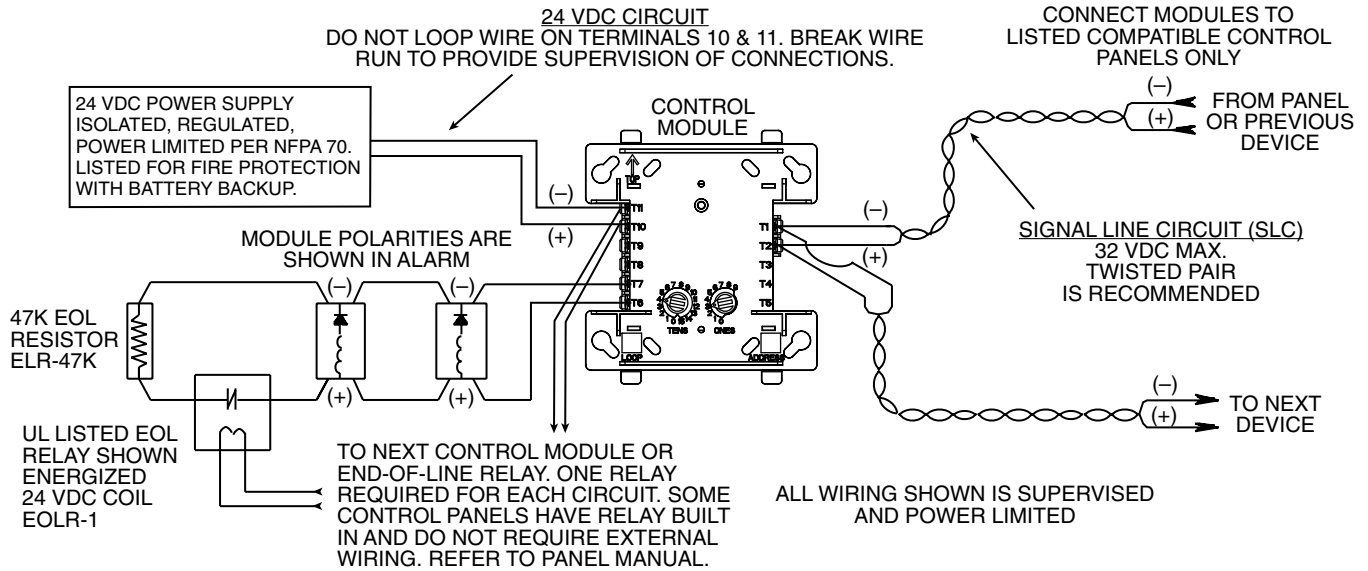 24 VDC CIRCUIT
DO NOT LOOP WIRE ON TERMINALS 10 & 11. BREAK WIRE
RUN TO PROVIDE SUPERVISION OF CONNECTIONS.
CONNECT MODULES TO
LISTED COMPATIBLE CONTROL
PANELS ONLY
24 VDC POWER SUPPLY
ISOLATED, REGULATED,
POWER LIMITED PER NFPA 70.
LISTED FOR FIRE PROTECTION
WITH BATTERY BACKUP.
CONTROL
MODULE
(–)
(+)
FROM PANEL
OR PREVIOUS
DEVICE
TOP
(–)
(+)
T11
T10
T9
T8
T7
T6
T1
T2
T3
T4
T5
(–)
(+)
SIGNAL LINE CIRCUIT (SLC)
32 VDC MAX.
TWISTED PAIR
IS RECOMMENDED
MODULE POLARITIES ARE
SHOWN IN ALARM
(–)
(–)
(+)
(+)
47K EOL
RESISTOR
ELR-47K
TENS
ONES
LOOP
ADDRESS
UL LISTED EOL
RELAY SHOWN
ENERGIZED
24 VDC COIL
EOLR-1
TO NEXT CONTROL MODULE OR
END-OF-LINE RELAY. ONE RELAY
REQUIRED FOR EACH CIRCUIT. SOME
CONTROL PANELS HAVE RELAY BUILT
IN AND DO NOT REQUIRE EXTERNAL
WIRING. REFER TO PANEL MANUAL.
(–)
(+)
TO NEXT
DEVICE
ALL WIRING SHOWN IS SUPERVISED
AND POWER LIMITED